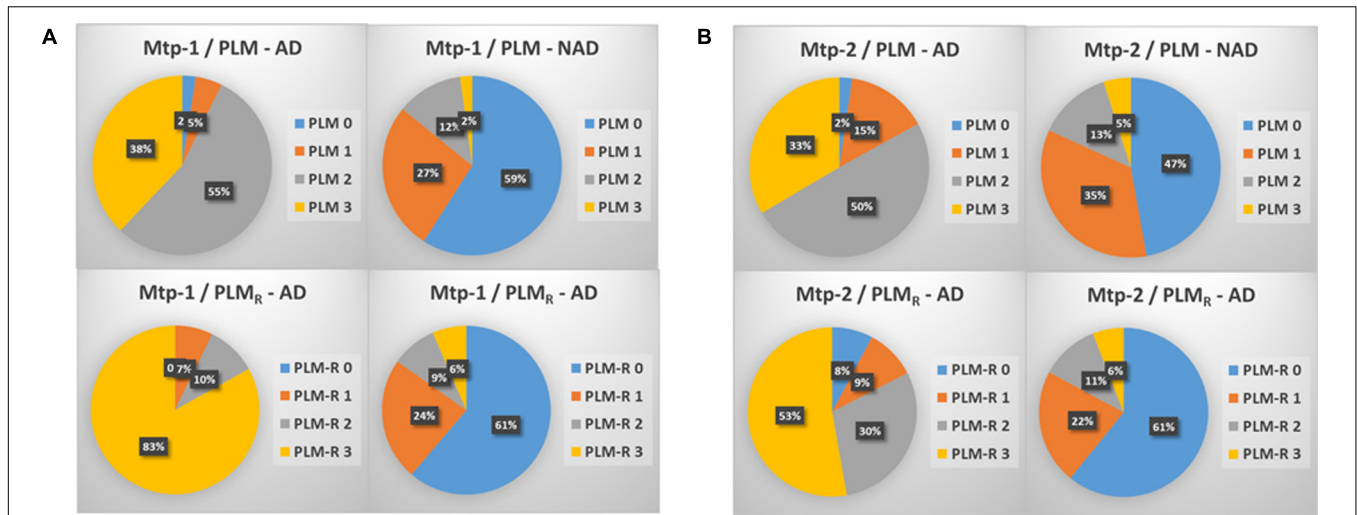 A
Mtp-1 / PLM - AD
2
5%
38%
55%
PLM 0
PLM 1
PLM 2
PLM 3
Mtp-1 / PLM - NAD
12%
2%
27%
59%
PLM 0
PLM 1
PLM 2
PLM 3
Mtp-1 / PLMR - AD
0
7%
10%
83%
PLM-R 0
PLM-R 1
PLM-R 2
PLM-R 3
Mtp-1 / PLMR - AD
6%
9%
24%
61%
PLM-R 0
PLM-R 1
PLM-R 2
PLM-R 3
B
Mtp-2 / PLM - AD
2%
15%
33%
50%
PLM 0
PLM 1
PLM 2
PLM 3
Mtp-2 / PLM - NAD
5%
13%
47%
35%
PLM 0
PLM 1
PLM 2
PLM 3
Mtp-2 / PLMR - AD
8%
9%
53%
30%
PLM-R 0
PLM-R 1
PLM-R 2
PLM-R 3
Mtp-2 / PLMR - AD
6%
11%
22%
61%
PLM-R 0
PLM-R 1
PLM-R 2
PLM-R 3